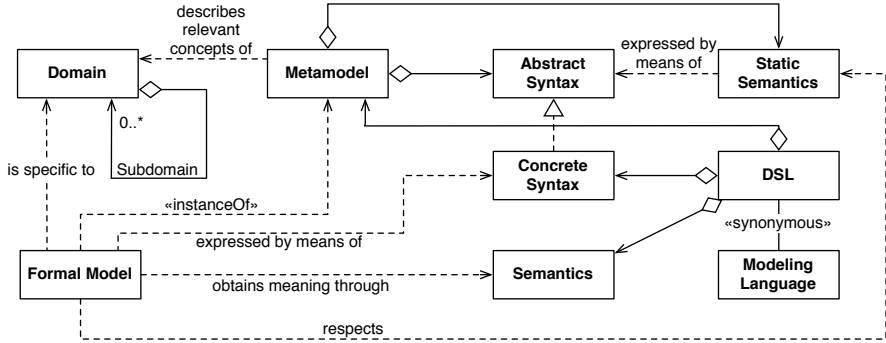 describes
relevant
concepts of
Domain
Metamodel
Abstract
Syntax
expressed by
means of
Static
Semantics
0..*
is specific to
Subdomain
Concrete
Syntax
DSL
«instanceOf»
expressed by means of
«synonymous»
Formal Model
obtains meaning through
Semantics
Modeling
Language
respects